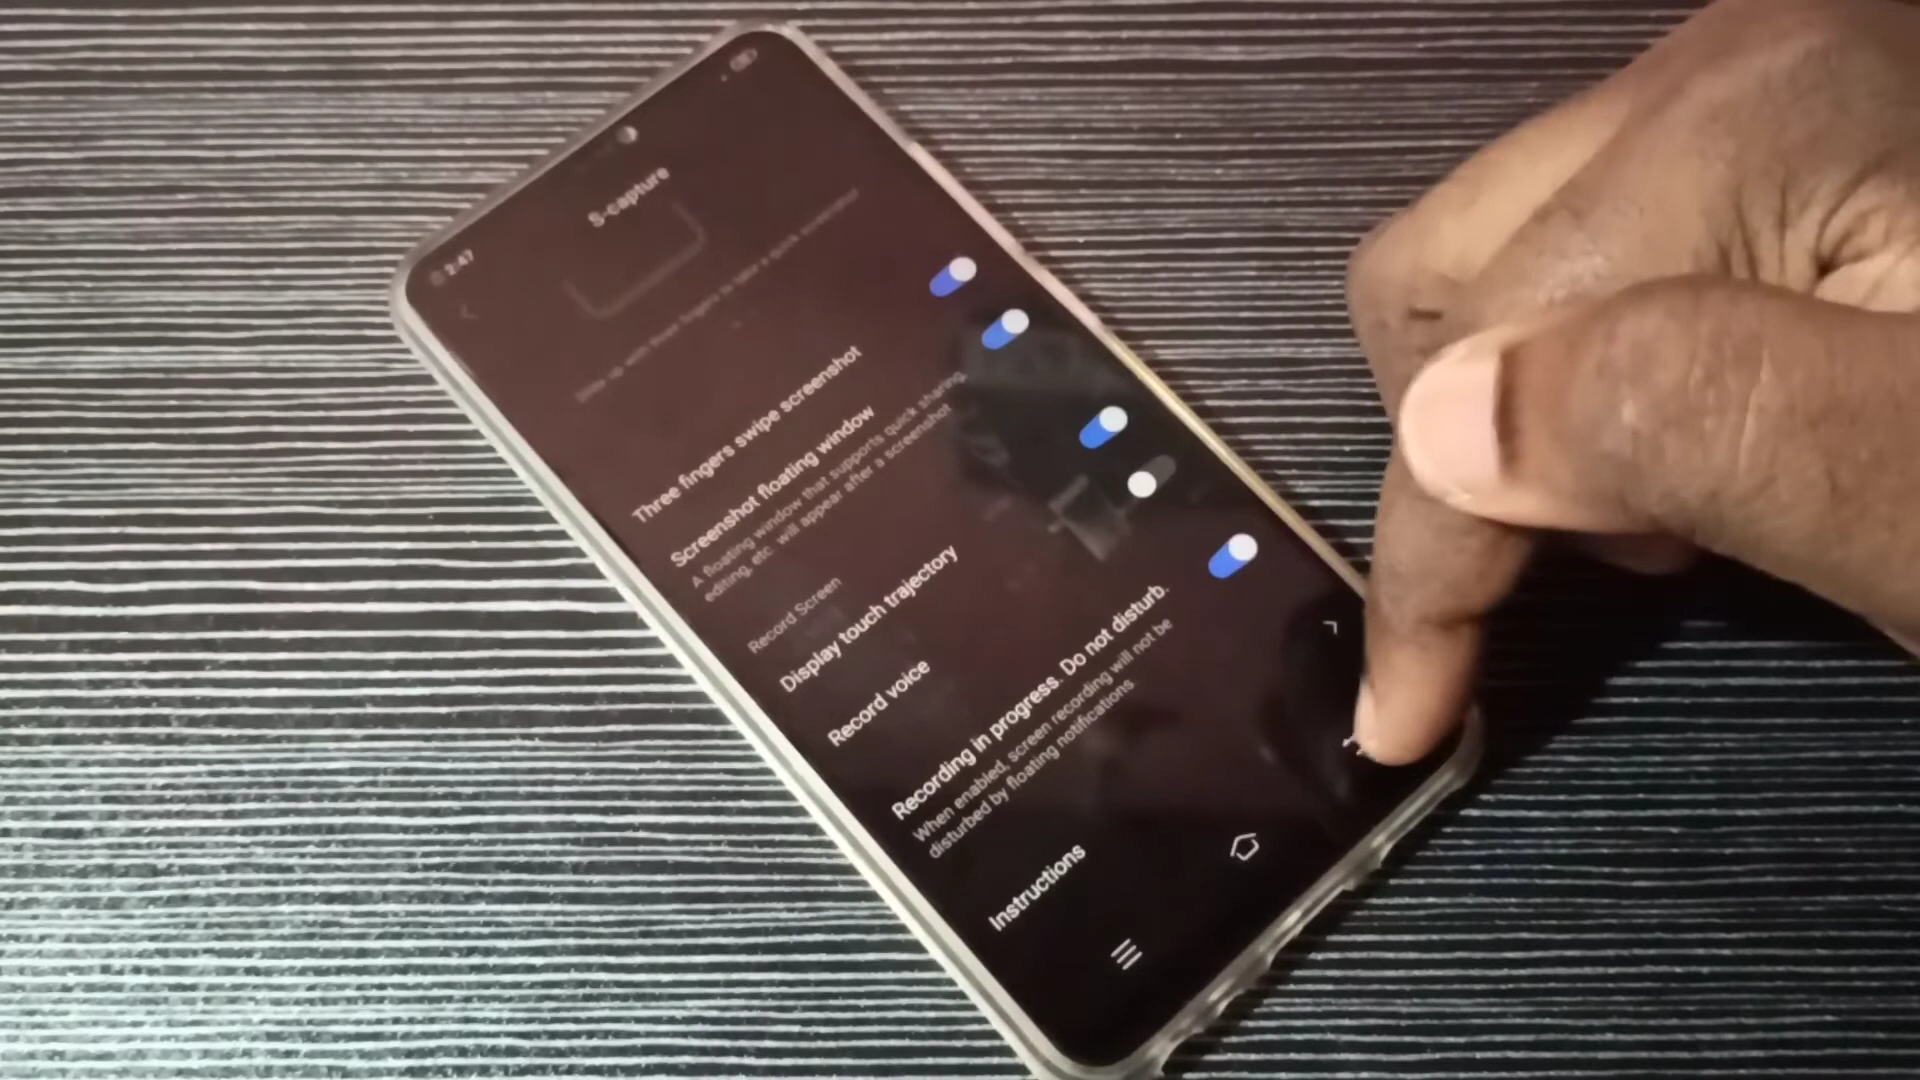 2:47
S-capture
Three fingers swipe screenshot
Screenshot floating window
A floating window that supports quick sharing,
editing, etc. will appear after a screenshot
Record Screen
Display touch trajectory
Record voice
Recording in progress. Do not disturb.
When enabled, screen recording will not be
disturbed by floating notifications.
Instructions